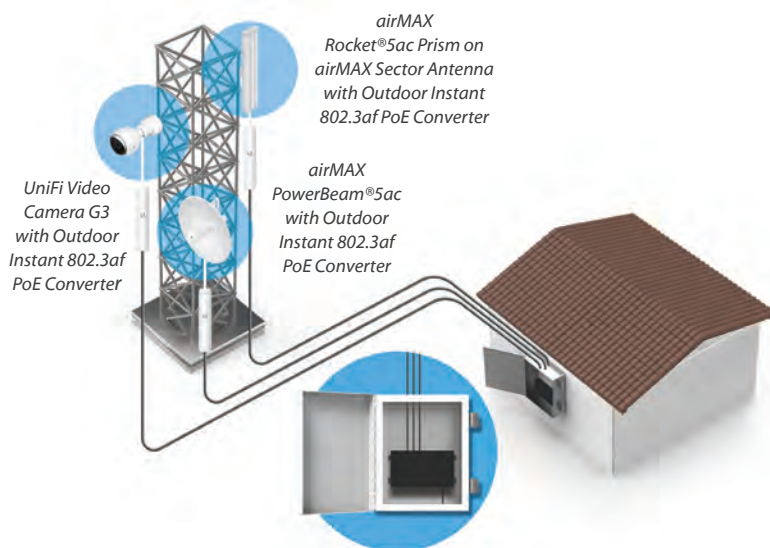 airMAX
Rocket®5ac Prism on
airMAX Sector Antenna
with Outdoor Instant
802.3af PoE Converter
airMAX
PowerBeam®5ac
with Outdoor
Instant 802.3af
PoE Converter
UniFi Video
Camera G3
with Outdoor
Instant 802.3af
PoE Converter